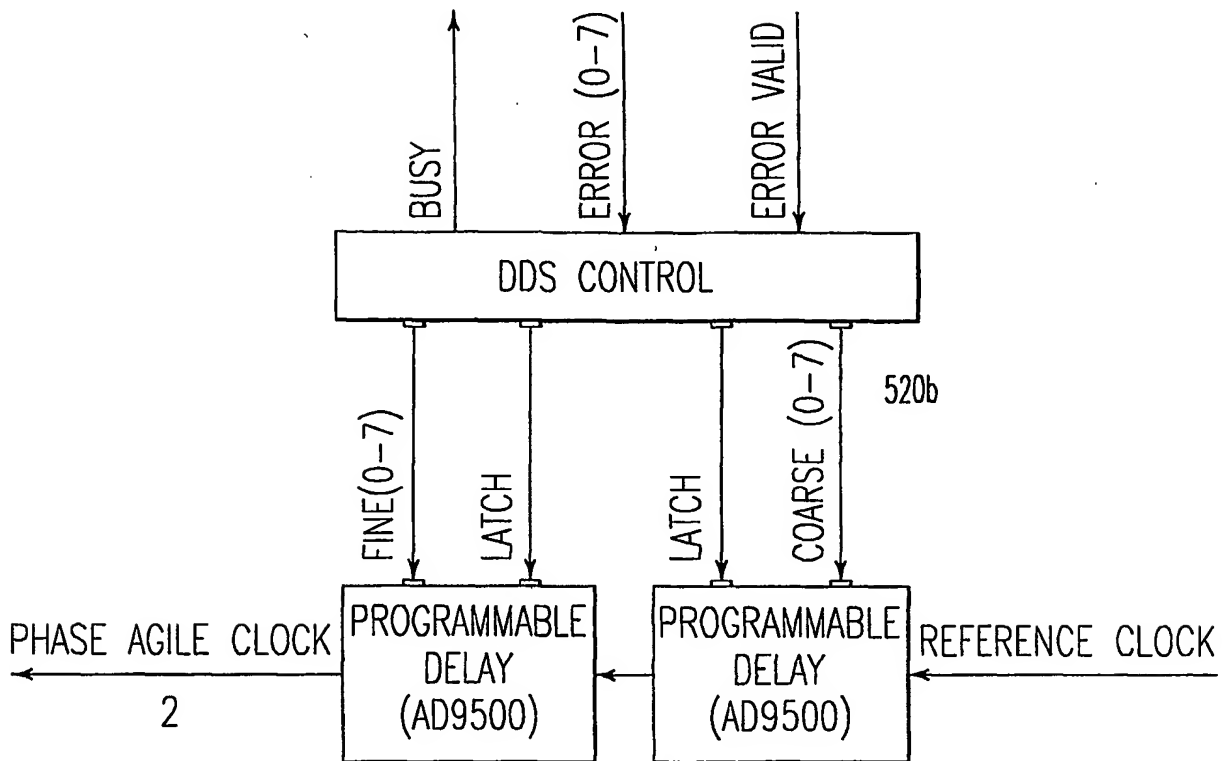 BUSY
ERROR (0-7)
ERROR VALID
DDS CONTROL
FINE(0-7)
LATCH
LATCH
COARSE (0-7)
520b
PHASE AGILE CLOCK
2
PROGRAMMABLE
DELAY
(AD9500)
PROGRAMMABLE
DELAY
(AD9500)
REFERENCE CLOCK